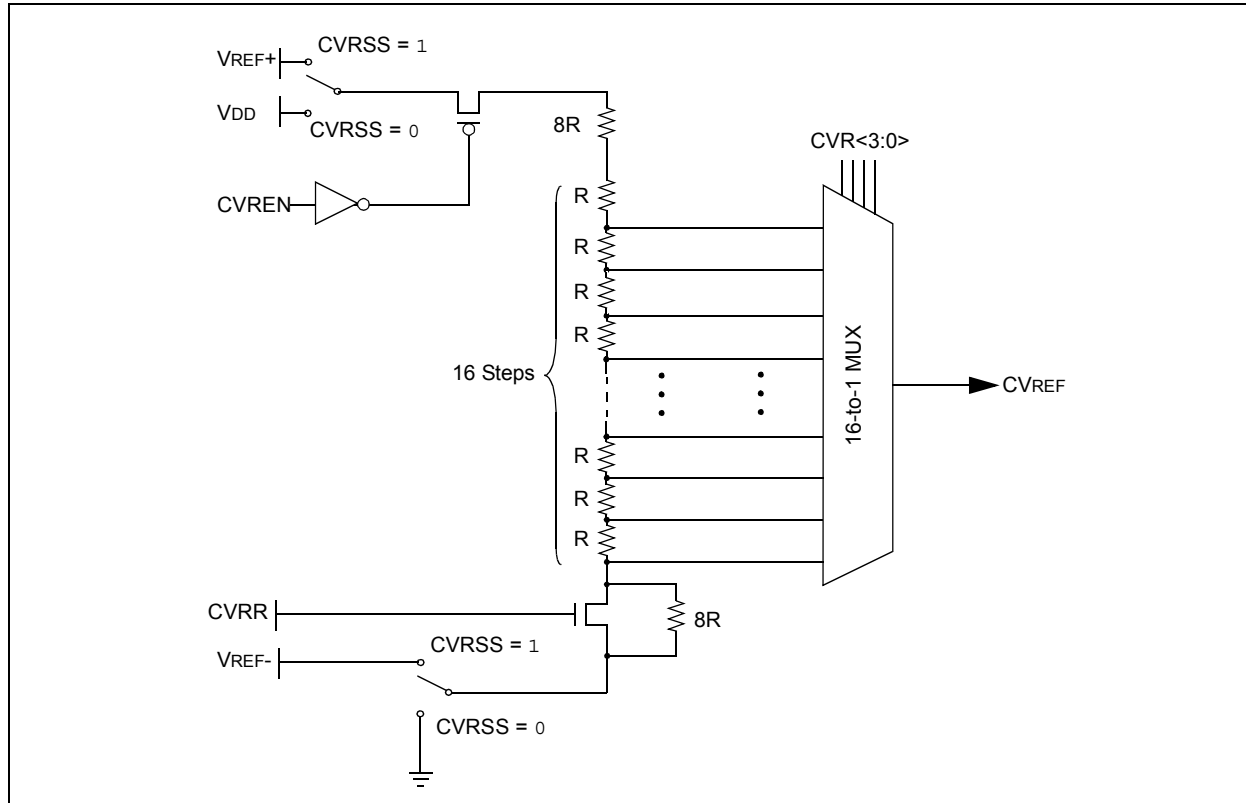 CVRSS = 1
VREF+
VDD
CVRSS = 0
8R
CVREN
CVR<3:0>
R
R
R
R
16 Steps
16-to-1 MUX
CVREF
R
R
R
CVRR
8R
CVRSS = 1
VREF-
CVRSS = 0